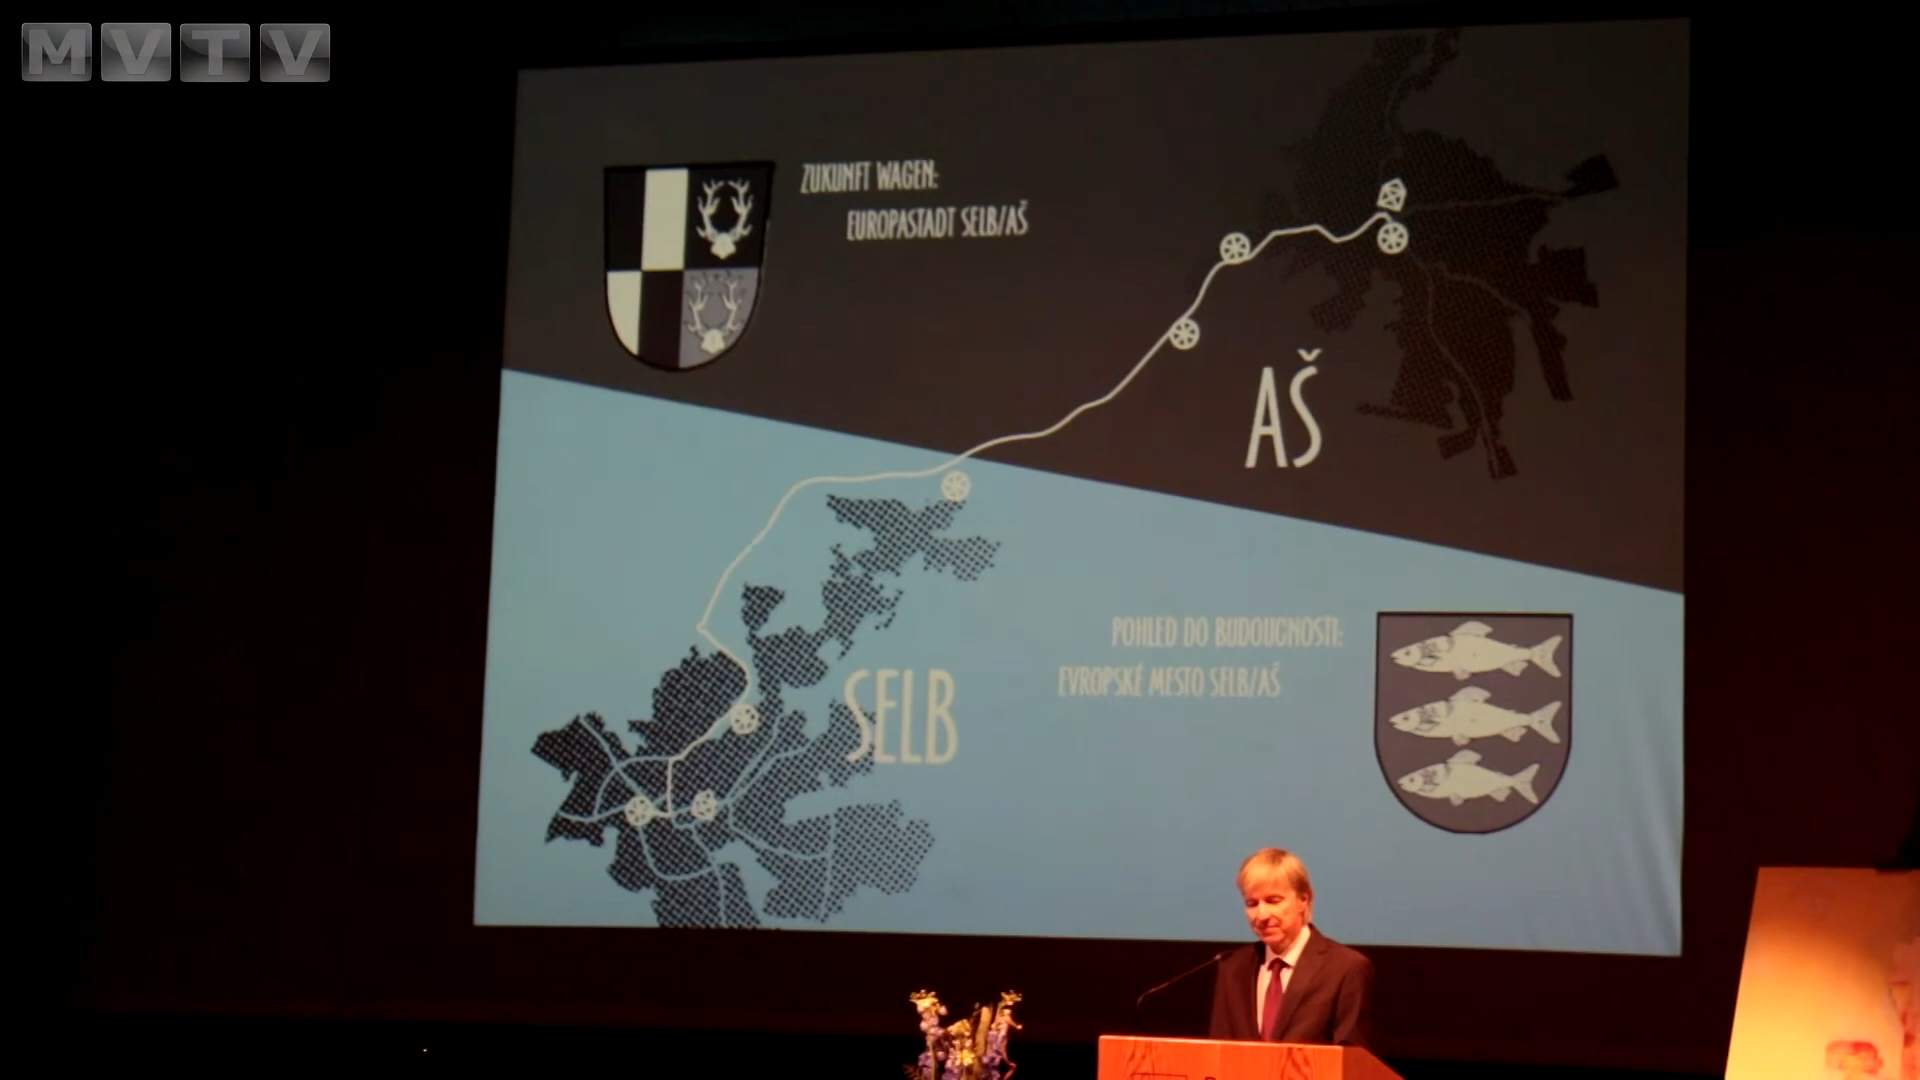 MVTV
ZUKUNFT WAGEN:
EUROPASTADT SELB/AŠ
AŠ
POHLED DO BUDOUCNOSTI:
EVROPSKÉ MESTO SELB/AŠ
SELB